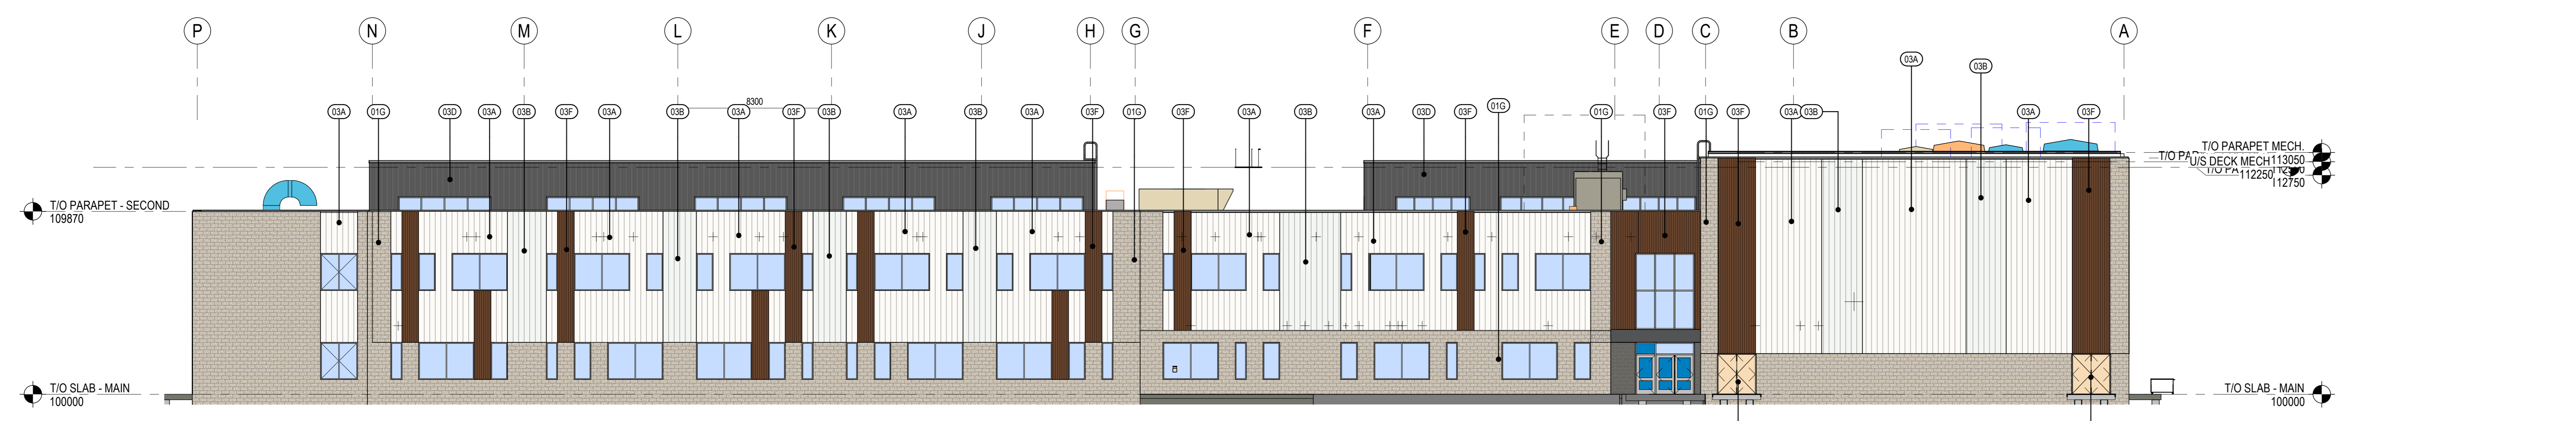 P N M L K J H G F E D C B A
03A 03B
8300
03A 01G 03D 03A 03B 03F 03A 03B 03A 03F 03B 03A 03B 03A 03F 01G 03F 03A 03B 03A 03D 03F 01G 01G 03F 01G 03F 03A 03B 03A 03F
T/O PARAPET MECH.
113050
U/S DECK MECH
112250
112750
T/O PARAPET - SECOND
109870
T/O SLAB - MAIN
100000
T/O SLAB - MAIN
100000